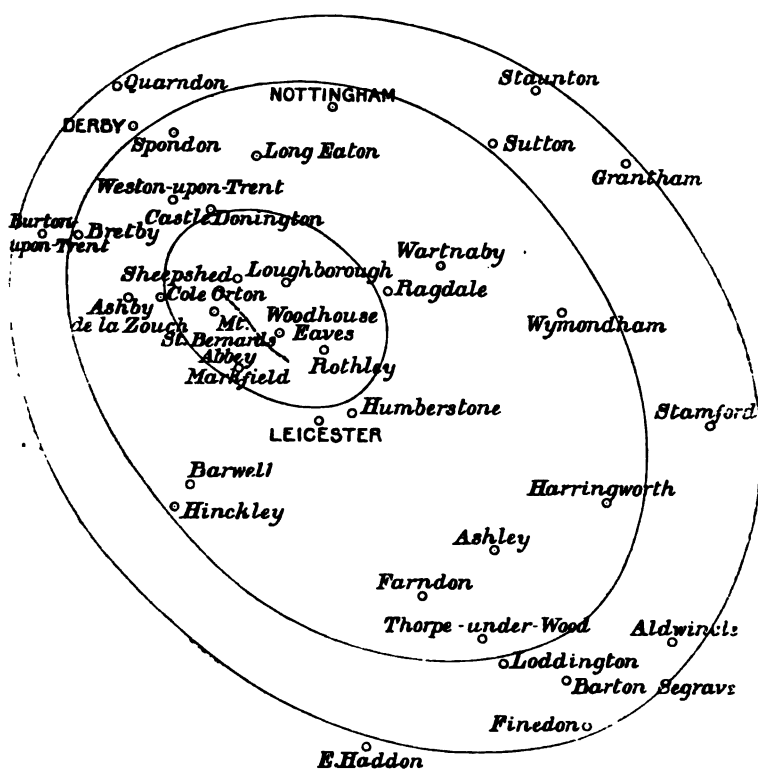 Quarndon
Staunton
NOTTINGHAM
DERBY
Spondon
Long Eaton
Sutton
Grantham
Weston-upon-Trent
Castle Donington
Burton-
upon-Trent
Bretby
Wartnaby
Sheepshed
Loughborough
Ragdale
Cole Orton
Ashby
de la Zouch
Mt.
St. Bernards
Abbey
Woodhouse
Eaves
Wymondham
Rothley
Markfield
Humberstone
Stamford
LEICESTER
Barwell
Harringworth
Hinckley
Ashley
Farndon
Thorpe-under-Wood
Aldwincle
Loddington
Barton Segrave
Finedon
E. Haddon